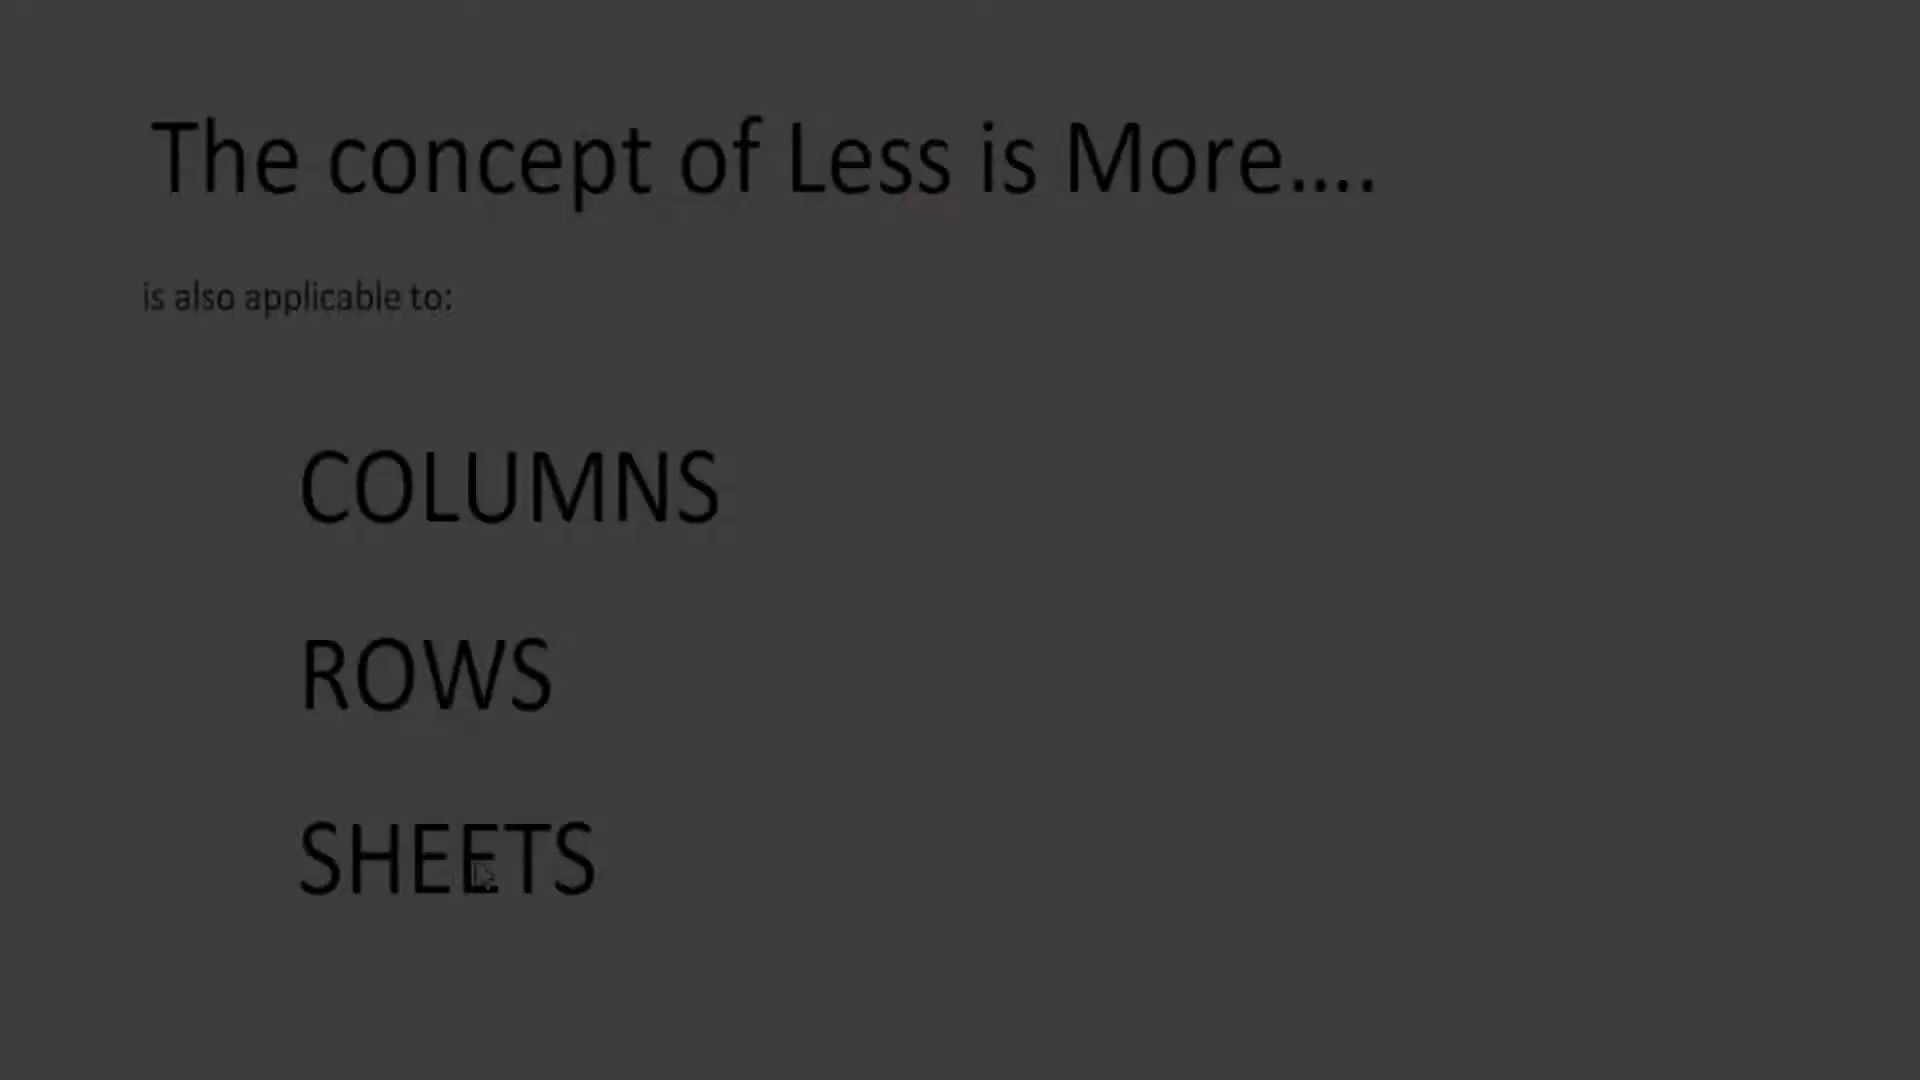 The concept of Less is More....
is also applicable to:
COLUMNS
ROWS
SHEETS